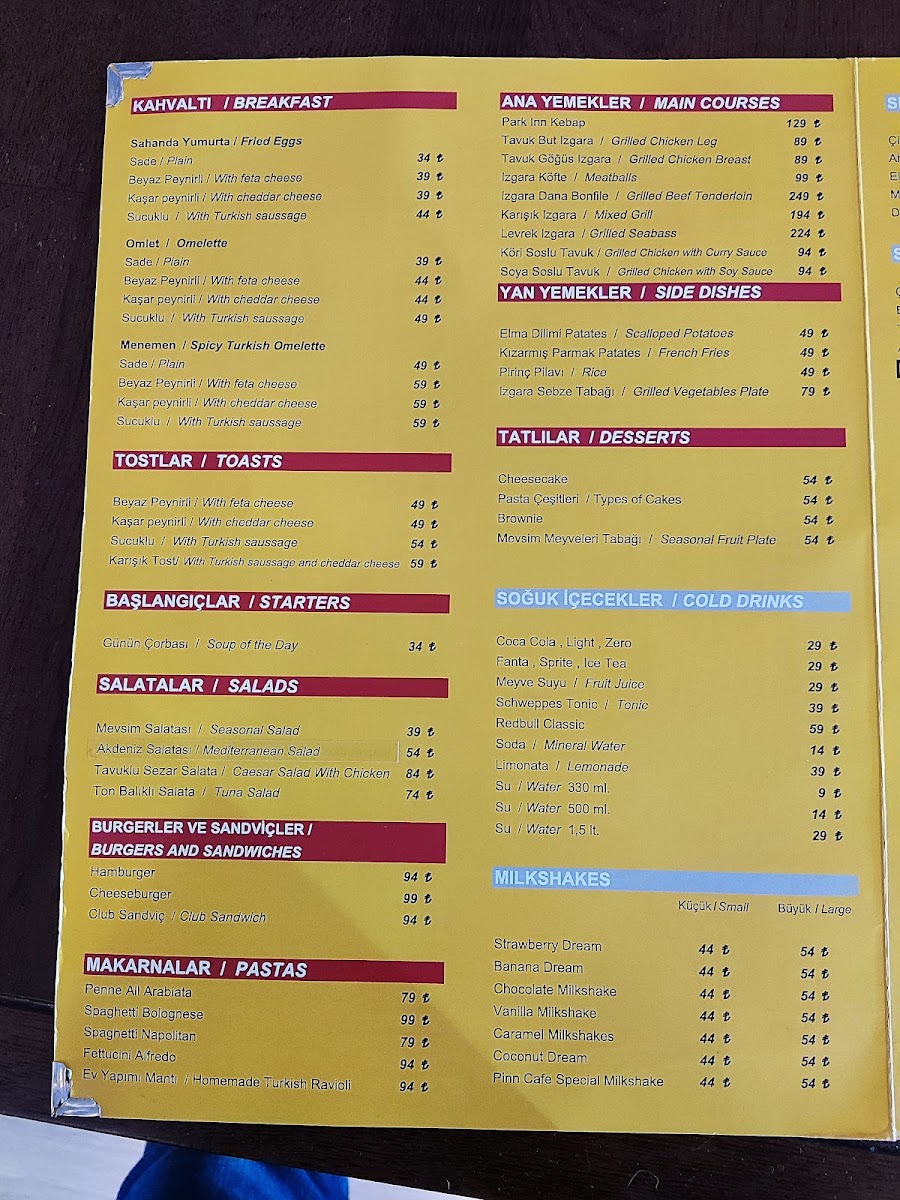 KAHVALTI / BREAKFAST
Sahanda Yumurta / Fried Eggs
Sade / Plain 34 ₺
Beyaz Peynirli / With feta cheese 39 ₺
Kaşar peynirli / With cheddar cheese 39 ₺
Sucuklu / With Turkish saussage 44 ₺
Omlet / Omelette
Sade / Plain 39 ₺
Beyaz Peynirli / With feta cheese 44 ₺
Kaşar peynirli / With cheddar cheese 44 ₺
Sucuklu / With Turkish saussage 49 ₺
Menemen / Spicy Turkish Omelette
Sade / Plain 49 ₺
Beyaz Peynirli / With feta cheese 59 ₺
Kaşar peynirli / With cheddar cheese 59 ₺
Sucuklu / With Turkish saussage 59 ₺
TOSTLAR / TOASTS
Beyaz Peynirli / With feta cheese 49 ₺
Kaşar peynirli / With cheddar cheese 49 ₺
Sucuklu / With Turkish saussage 54 ₺
Karışık Tost/ With Turkish saussage and cheddar cheese 59 ₺
BAŞLANGIÇLAR / STARTERS
Günün Çorbası / Soup of the Day 34 ₺
SALATALAR / SALADS
Mevsim Salatası / Seasonal Salad 39 ₺
Akdeniz Salatası / Mediterranean Salad 54 ₺
Tavuklu Sezar Salata / Caesar Salad With Chicken 84 ₺
Ton Balıklı Salata / Tuna Salad 74 ₺
BURGERLER VE SANDVİÇLER /
BURGERS AND SANDWICHES
Hamburger 94 ₺
Cheeseburger 99 ₺
Club Sandviç / Club Sandwich 94 ₺
MAKARNALAR / PASTAS
Penne All Arabiata 79 ₺
Spaghetti Bolognese 99 ₺
Spaghetti Napolitan 79 ₺
Fettucini Alfredo 94 ₺
Ev Yapımı Mantı / Homemade Turkish Ravioli 94 ₺
ANA YEMEKLER / MAIN COURSES
Park Inn Kebap 129 ₺
Tavuk But Izgara / Grilled Chicken Leg 89 ₺
Tavuk Göğüs Izgara / Grilled Chicken Breast 89 ₺
Izgara Köfte / Meatballs 99 ₺
Izgara Dana Bonfile / Grilled Beef Tenderloin 249 ₺
Karışık Izgara / Mixed Grill 194 ₺
Levrek Izgara / Grilled Seabass 224 ₺
Köri Soslu Tavuk / Grilled Chicken with Curry Sauce 94 ₺
Soya Soslu Tavuk / Grilled Chicken with Soy Sauce 94 ₺
YAN YEMEKLER / SIDE DISHES
Elma Dilimi Patates / Scalloped Potatoes 49 ₺
Kızarmış Parmak Patates / French Fries 49 ₺
Pirinç Pilavı / Rice 49 ₺
Izgara Sebze Tabağı / Grilled Vegetables Plate 79 ₺
TATLILAR / DESSERTS
Cheesecake 54 ₺
Pasta Çeşitleri / Types of Cakes 54 ₺
Brownie 54 ₺
Mevsim Meyveleri Tabağı / Seasonal Fruit Plate 54 ₺
SOĞUK İÇECEKLER / COLD DRINKS
Coca Cola , Light , Zero 29 ₺
Fanta , Sprite , Ice Tea 29 ₺
Meyve Suyu / Fruit Juice 29 ₺
Schweppes Tonic / Tonic 39 ₺
Redbull Classic 59 ₺
Soda / Mineral Water 14 ₺
Limonata / Lemonade 39 ₺
Su / Water 330 ml. 9 ₺
Su / Water 500 ml. 14 ₺
Su / Water 1,5 lt. 29 ₺
MILKSHAKES
Küçük / Small Büyük / Large
Strawberry Dream 44 ₺ 54 ₺
Banana Dream 44 ₺ 54 ₺
Chocolate Milkshake 44 ₺ 54 ₺
Vanilla Milkshake 44 ₺ 54 ₺
Caramel Milkshakes 44 ₺ 54 ₺
Coconut Dream 44 ₺ 54 ₺
Pinn Cafe Special Milkshake 44 ₺ 54 ₺